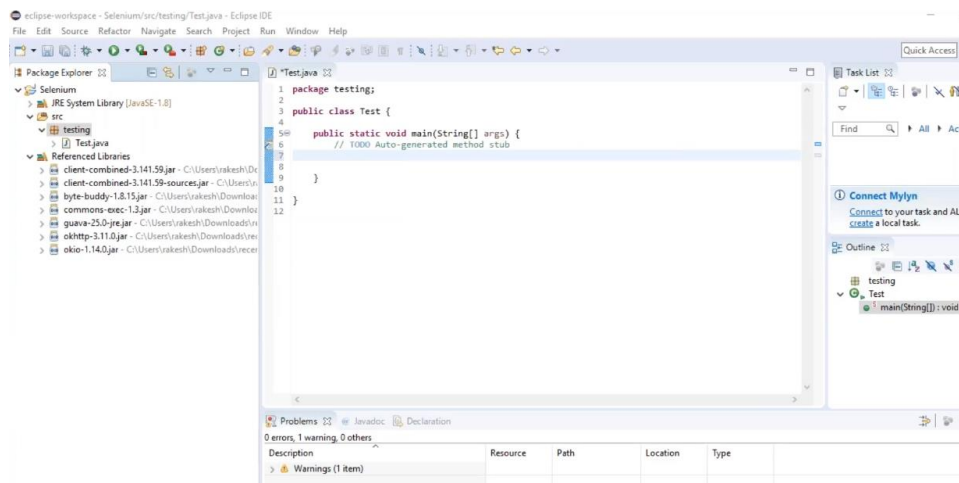 eclipse-workspace - Selenium/src/testing/Test.java - Eclipse IDE
File Edit Source Refactor Navigate Search Project Run Window Help
Quick Access
Package Explorer
Selenium
JRE System Library [JavaSE-1.8]
src
testing
Test.java
Referenced Libraries
client-combined-3.141.59.jar - C:\Users\rakesh\Dc
client-combined-3.141.59-sources.jar - C:\Users\r
byte-buddy-1.8.15.jar - C:\Users\rakesh\Downloa
commons-exec-1.3.jar - C:\Users\rakesh\Downloa
guava-25.0-jre.jar - C:\Users\rakesh\Downloads\re
okhttp-3.11.0.jar - C:\Users\rakesh\Downloads\rec
okio-1.14.0.jar - C:\Users\rakesh\Downloads\recer
*Test.java
1 package testing;
2
3 public class Test {
4
5 public static void main(String[] args) {
6 // TODO Auto-generated method stub
7
8
9 }
10
11 }
12
Task List
Find All Ac
Connect Mylyn
Connect to your task and AL
create a local task.
Outline
testing
Test
main(String[]) : void
Problems Javadoc Declaration
0 errors, 1 warning, 0 others
Description Resource Path Location Type
Warnings (1 item)